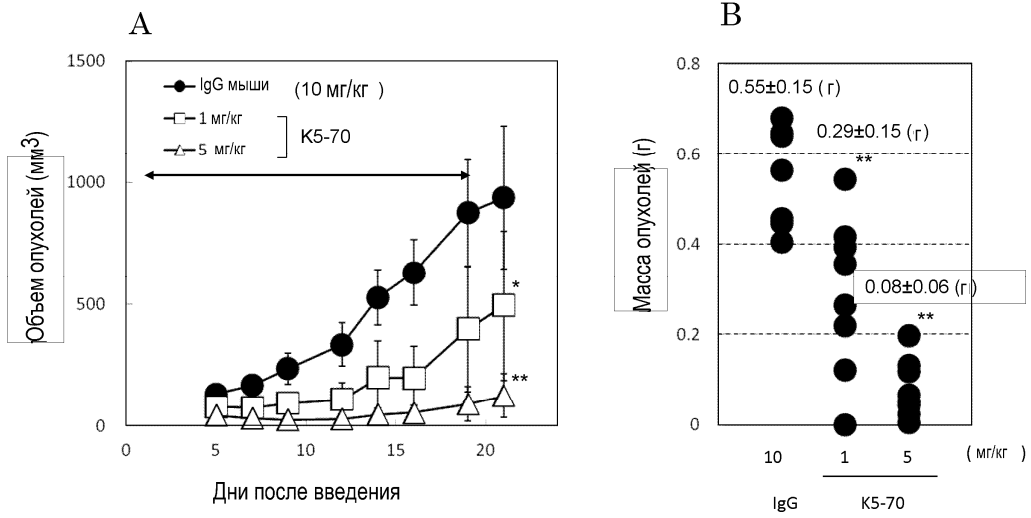 A
1500
1000
500
0
Объем опухолей (мм3)
IgG мыши (10 мг/кг )
1 мг/кг
5 мг/кг
K5-70
*
**
0 5 10 15 20
Дни после введения
B
0.8
0.6
0.4
0.2
0
Масса опухолей (г)
0.55±0.15 ( г)
0.29±0.15 (г)
**
0.08±0.06 (г)
**
10 1 5 ( мг/кг )
IgG K5-70